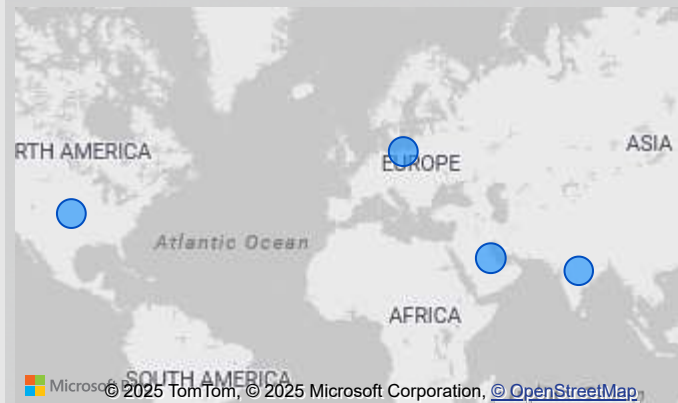 RTH AMERICA
ASIA
EUROPE
Atlantic Ocean
AFRICA
SOUTH AMERICA
Microsoft
© 2025 TomTom, © 2025 Microsoft Corporation, © OpenStreetMap